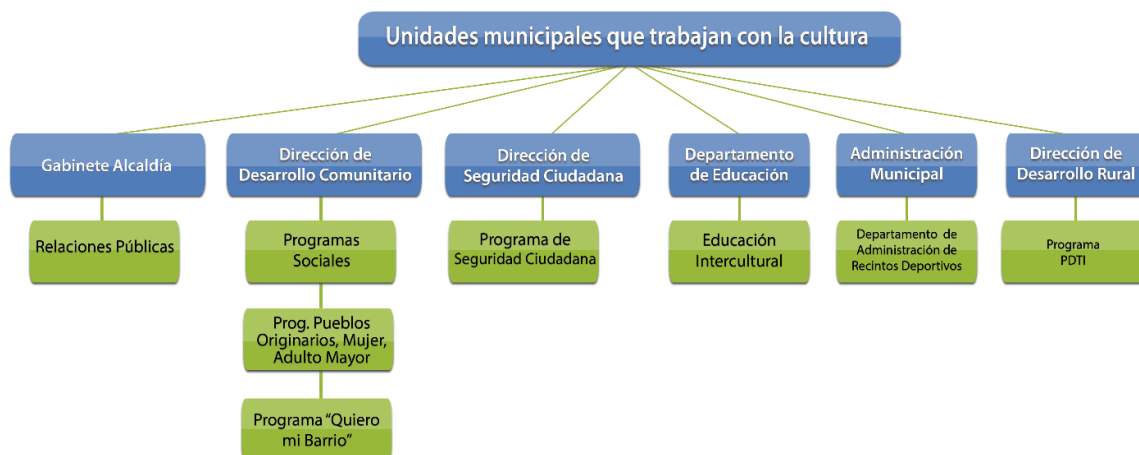 Unidades municipales que trabajan con la cultura
Gabinete Alcaldía
Dirección de
Desarrollo Comunitario
Dirección de
Seguridad Ciudadana
Departamento
de Educación
Administración
Municipal
Dirección de
Desarrollo Rural
Relaciones Públicas
Programas
Sociales
Programa de
Seguridad Ciudadana
Educación
Intercultural
Departamento de
Administración de
Recintos Deportivos
Programa
PDTI
Prog. Pueblos
Originarios, Mujer,
Adulto Mayor
Programa “Quiero
mi Barrio”